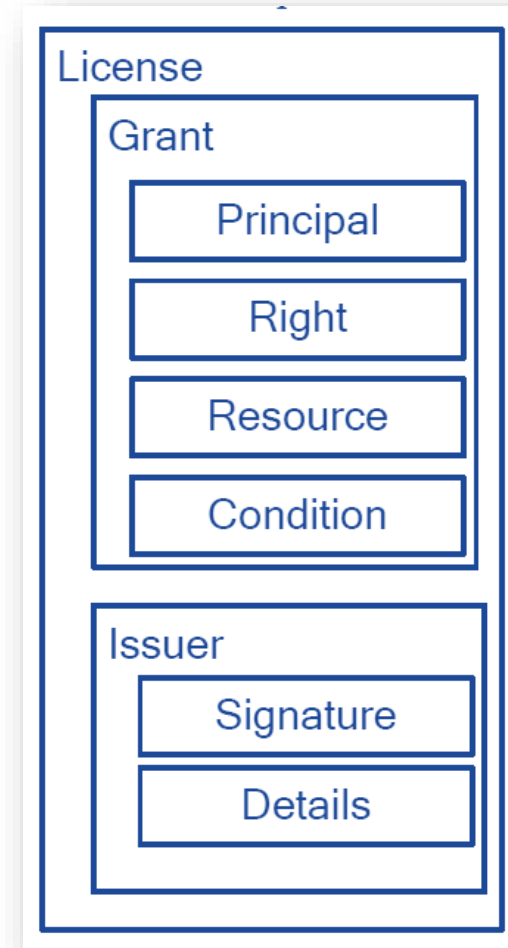 License
Grant
Principal
Right
Resource
Condition
Issuer
Signature
Details